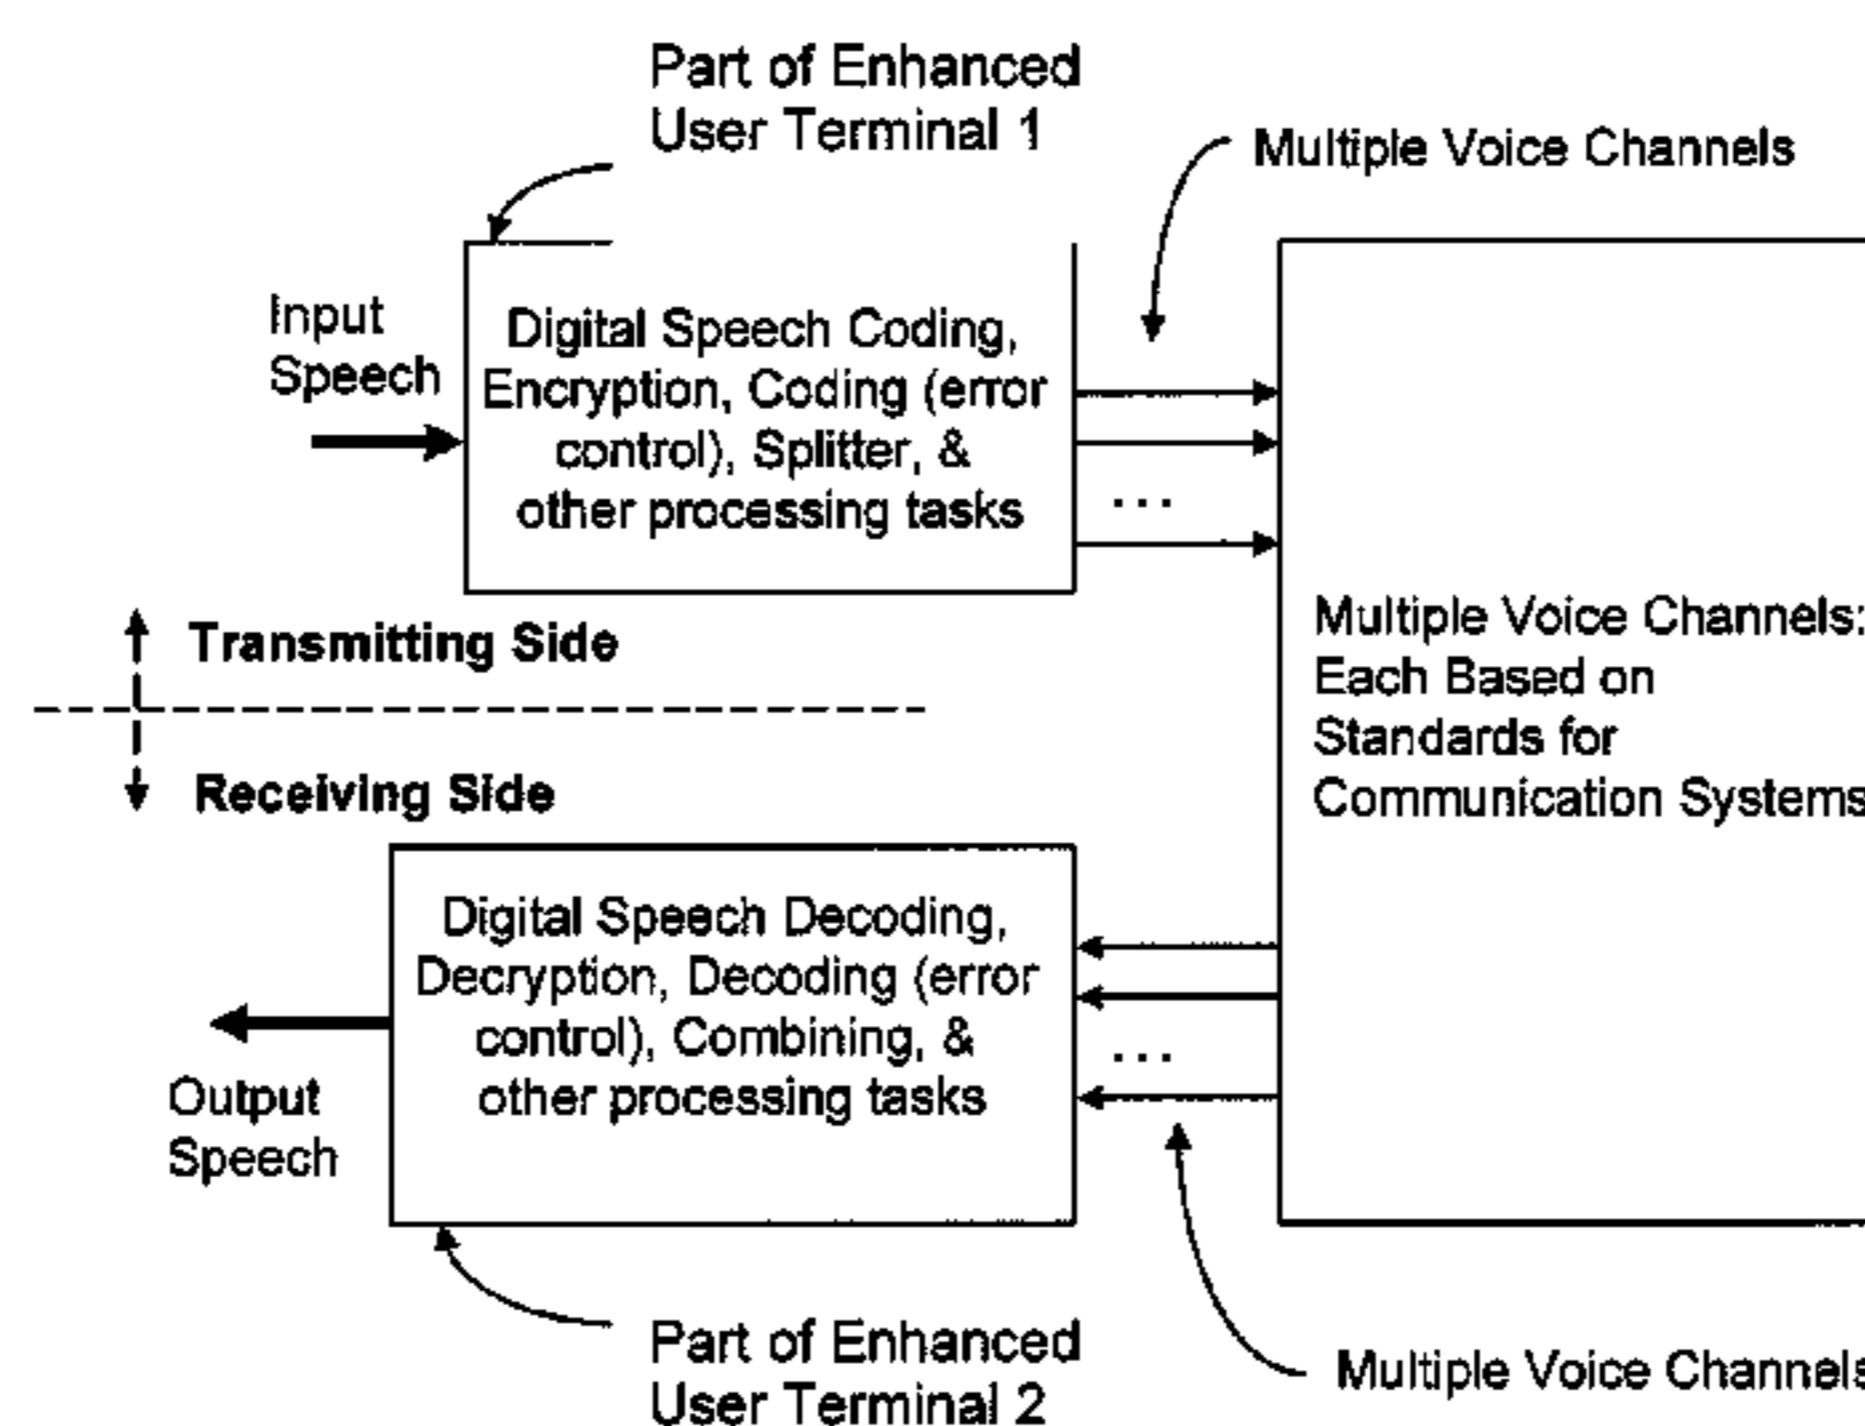 Part of Enhanced
User Terminal 1
Multiple Voice Channels
Input
Speech
Digital Speech Coding,
Encryption, Coding (error
control), Splitter, &
other processing tasks
...
Transmitting Side
Receiving Side
Multiple Voice Channels:
Each Based on
Standards for
Communication Systems
Digital Speech Decoding,
Decryption, Decoding (error
control), Combining, &
other processing tasks
...
Output
Speech
Part of Enhanced
User Terminal 2
Multiple Voice Channels